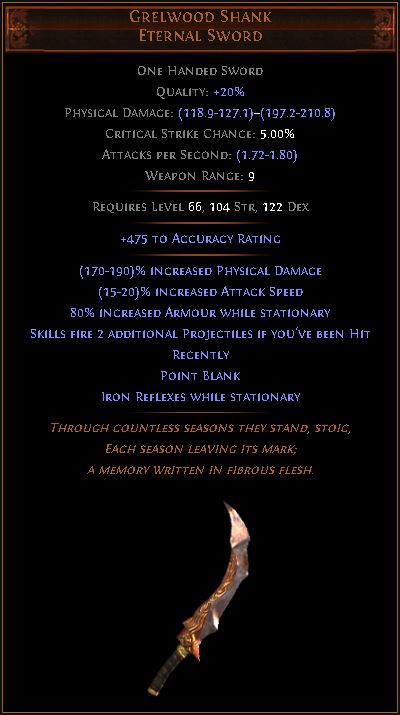 Grelwood Shank
Eternal Sword
One Handed Sword
Quality: +20%
Physical Damage: (118.9-127.1)–(197.2-210.8)
Critical Strike Chance: 5.00%
Attacks per Second: (1.72-1.80)
Weapon Range: 9
Requires Level 66, 104 Str, 122 Dex
+475 to Accuracy Rating
(170-190)% increased Physical Damage
(15-20)% increased Attack Speed
80% increased Armour while stationary
Skills fire 2 additional Projectiles if you've been Hit
Recently
Point Blank
Iron Reflexes while stationary
Through countless seasons they stand, stoic,
Each season leaving its mark;
a memory written in fibrous flesh.